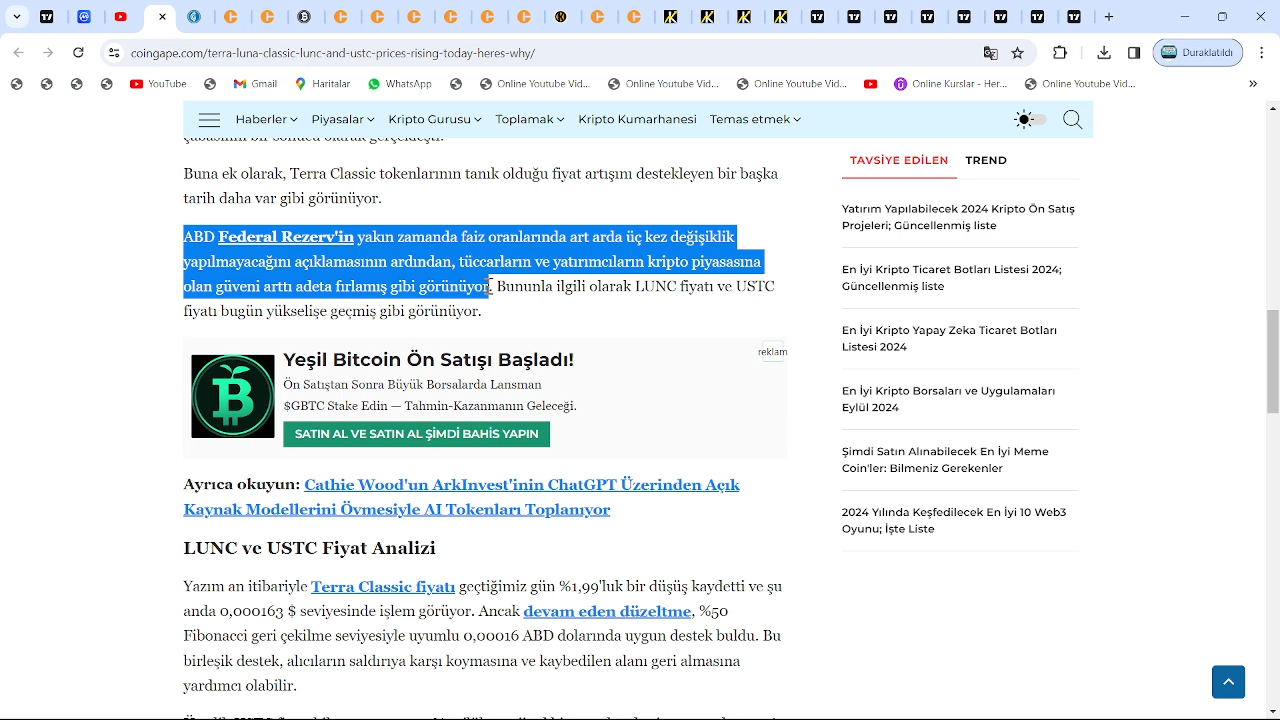 coingape.com/terra-luna-classic-lunc-and-ustc-prices-rising-today-heres-why/
Duraklatıldı
YouTube
Gmail
Haritalar
WhatsApp
Online Youtube Vid...
Online Youtube Vid...
Online Youtube Vid...
Online Kurslar - Her...
Online Youtube Vid...
Haberler
Piyasalar
Kripto Gurusu
Toplamak
Kripto Kumarhanesi
Temas etmek
çabasının bir sonucu olarak gerçekleşti.
Buna ek olarak, Terra Classic tokenlarının tanık olduğu fiyat artışını destekleyen bir başka
tarih daha var gibi görünüyor.
ABD Federal Rezerv'in yakın zamanda faiz oranlarında art arda üç kez değişiklik
yapılmayacağını açıklamasının ardından, tüccarların ve yatırımcıların kripto piyasasına
olan güveni arttı adeta fırlamış gibi görünüyor. Bununla ilgili olarak LUNC fiyatı ve USTC
fiyatı bugün yükselişe geçmiş gibi görünüyor.
Yeşil Bitcoin Ön Satışı Başladı!
reklam
Ön Satıştan Sonra Büyük Borsalarda Lansman
$GBTC Stake Edin — Tahmin-Kazanmanın Geleceği.
SATIN AL VE SATIN AL ŞİMDİ BAHİS YAPIN
Ayrıca okuyun: Cathie Wood'un ArkInvest'inin ChatGPT Üzerinden Açık
Kaynak Modellerini Övmesiyle AI Tokenları Toplanıyor
LUNC ve USTC Fiyat Analizi
Yazım an itibariyle Terra Classic fiyatı geçtiğimiz gün %1,99'luk bir düşüş kaydetti ve şu
anda 0,000163 $ seviyesinde işlem görüyor. Ancak devam eden düzeltme, %50
Fibonacci geri çekilme seviyesiyle uyumlu 0,00016 ABD dolarında uygun destek buldu. Bu
birleşik destek, alıcıların saldırıya karşı koymasına ve kaybedilen alanı geri almasına
yardımcı olabilir.
TAVSİYE EDİLEN
TREND
Yatırım Yapılabilecek 2024 Kripto Ön Satış
Projeleri; Güncellenmiş liste
En İyi Kripto Ticaret Botları Listesi 2024;
Güncellenmiş liste
En İyi Kripto Yapay Zeka Ticaret Botları
Listesi 2024
En İyi Kripto Borsaları ve Uygulamaları
Eylül 2024
Şimdi Satın Alınabilecek En İyi Meme
Coin'ler: Bilmeniz Gerekenler
2024 Yılında Keşfedilecek En İyi 10 Web3
Oyunu; İşte Liste